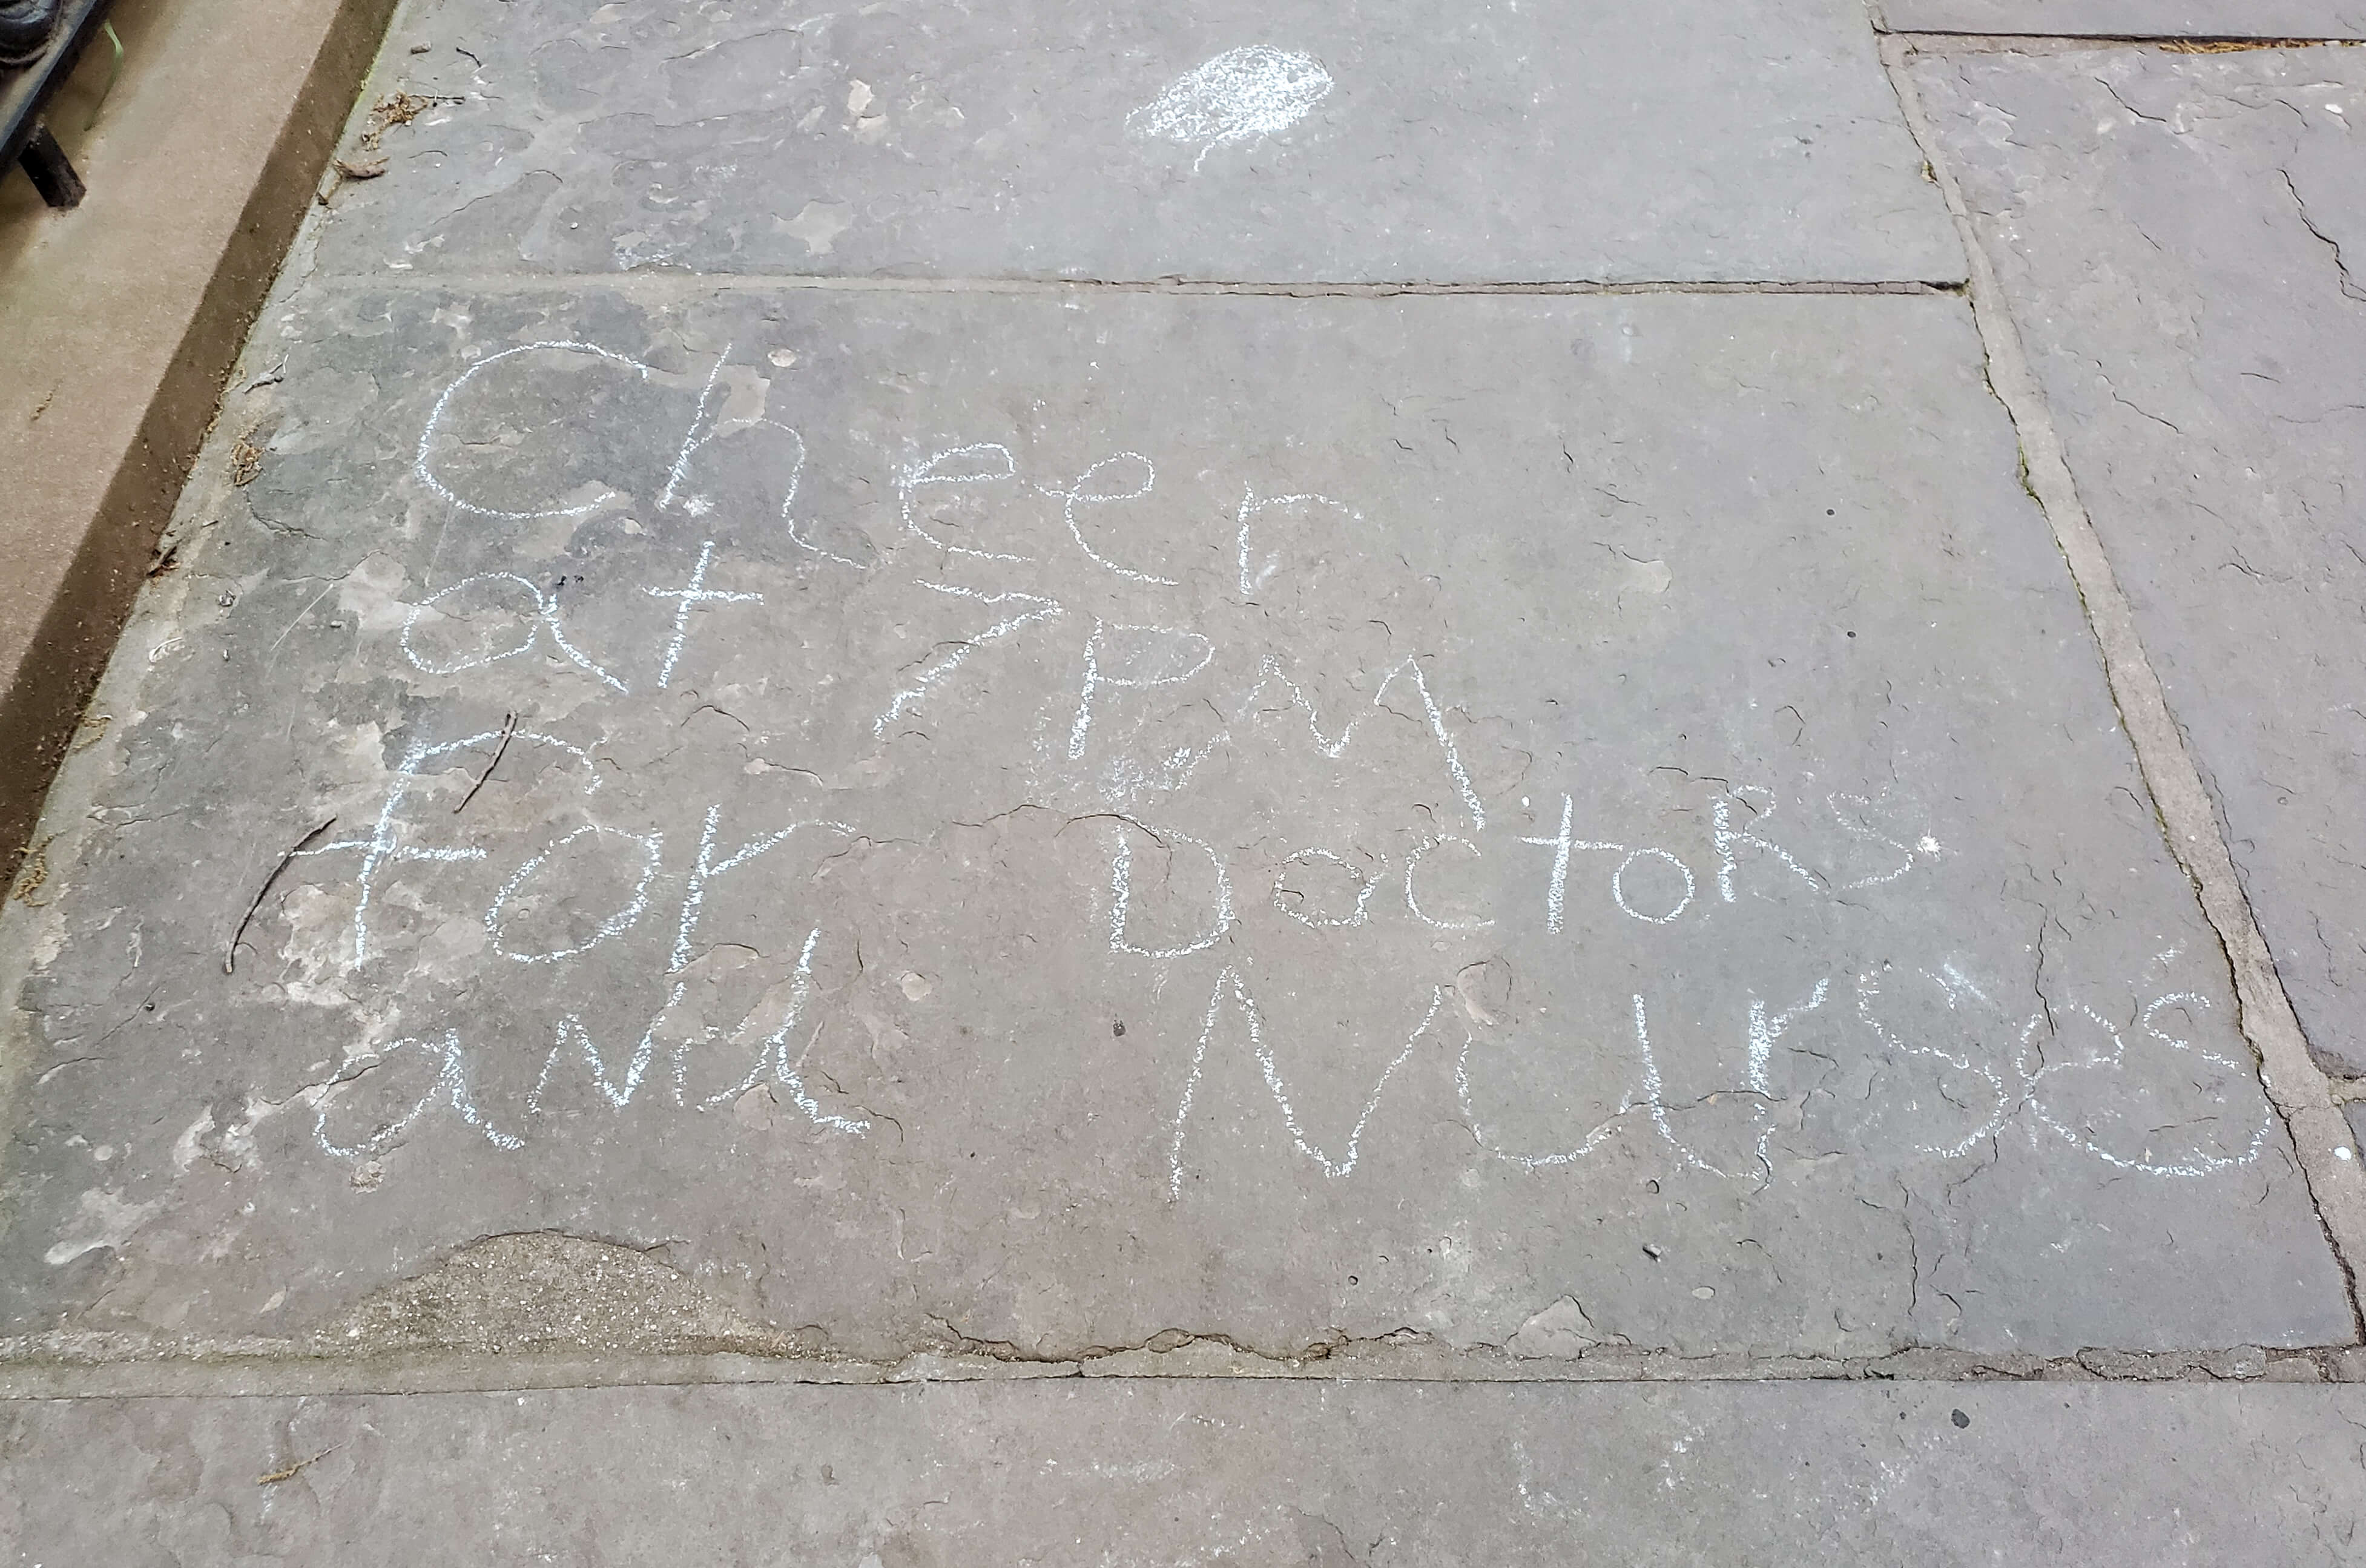 Cheer
at 7PM
For DoctoRs
aNd NurSes